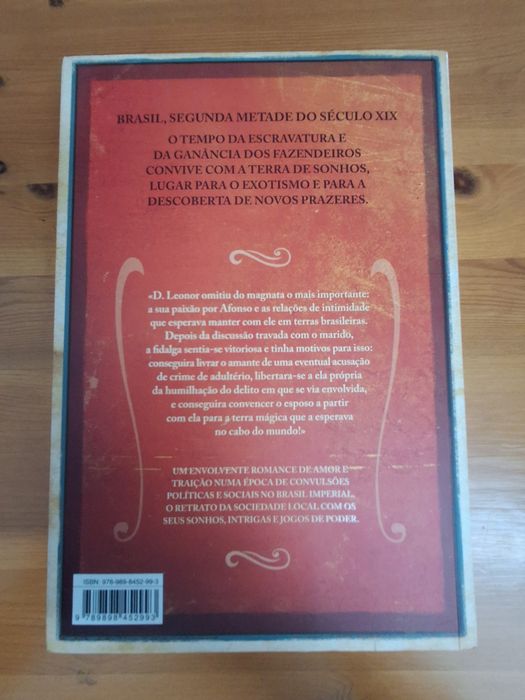 BRASIL, SEGUNDA METADE DO SÉCULO XIX
O TEMPO DA ESCRAVATURA E
DA GANÂNCIA DOS FAZENDEIROS
CONVIVE COM A TERRA DE SONHOS,
LUGAR PARA O EXOTISMO E PARA A
DESCOBERTA DE NOVOS PRAZERES.
«D. Leonor omitiu do magnata o mais importante:
a sua paixão por Afonso e as relações de intimidade
que esperava manter com ele em terras brasileiras.
Depois da discussão travada com o marido,
a fidalga sentia-se vitoriosa e tinha motivos para isso:
conseguira livrar o amante de uma eventual acusação
de crime de adultério, libertara-se a ela própria
da humilhação do delito em que se via envolvida,
e conseguira convencer o esposo a partir
com ela para a terra mágica que a esperava
no cabo do mundo!»
UM ENVOLVENTE ROMANCE DE AMOR E
TRAIÇÃO NUMA ÉPOCA DE CONVULSÕES
POLÍTICAS E SOCIAIS NO BRASIL IMPERIAL.
O RETRATO DA SOCIEDADE LOCAL COM OS
SEUS SONHOS, INTRIGAS E JOGOS DE PODER.
ISBN: 978-989-8452-99-3
9 789898 452993